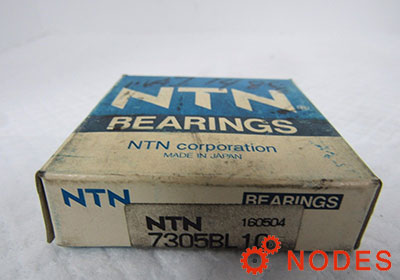 NTN
BEARINGS
NTN corporation
MADE IN JAPAN
NTN BEARINGS
NTN 160504
7305BL1G
NODES